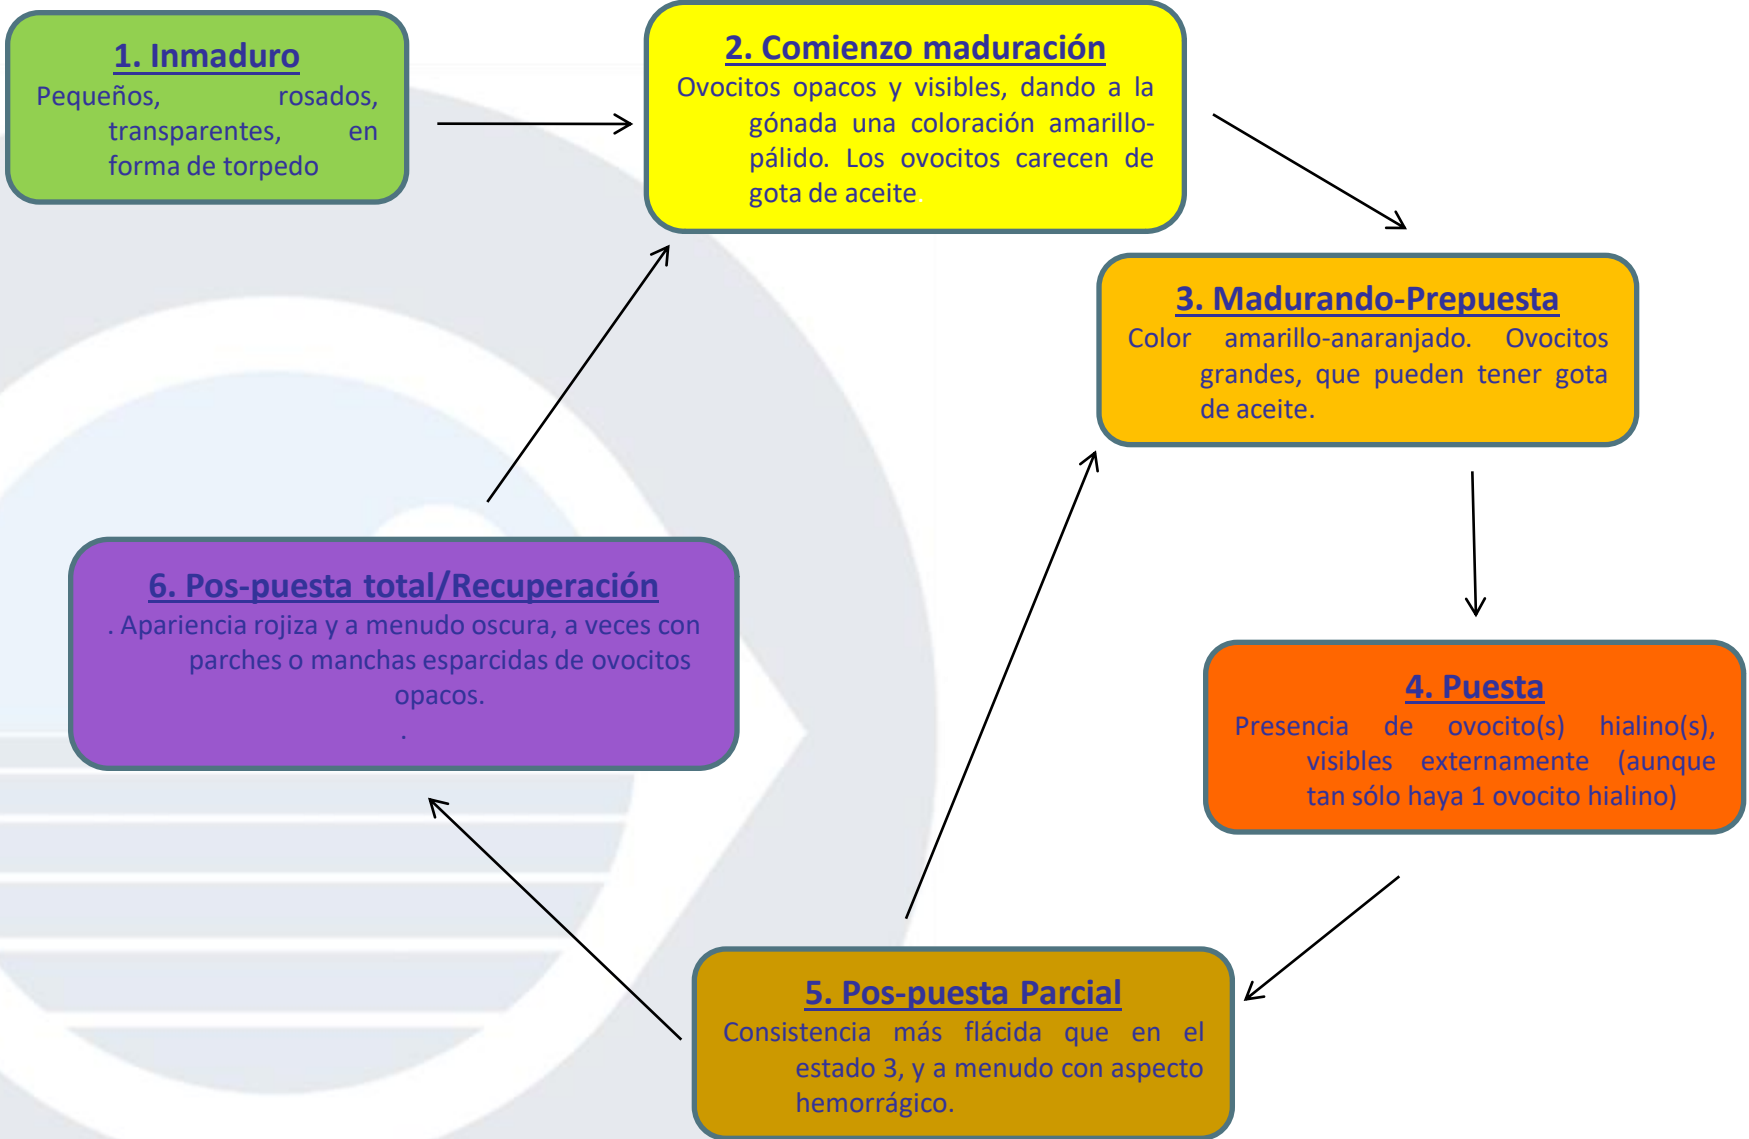 1. Inmaduro
Pequeños, rosados,
transparentes, en
forma de torpedo
2. Comienzo maduración
Ovocitos opacos y visibles, dando a la
gónada una coloración amarillo-
pálido. Los ovocitos carecen de
gota de aceite.
3. Madurando-Prepuesta
Color amarillo-anaranjado. Ovocitos
grandes, que pueden tener gota
de aceite.
4. Puesta
Presencia de ovocito(s) hialino(s),
visibles externamente (aunque
tan sólo haya 1 ovocito hialino)
5. Pos-puesta Parcial
Consistencia más flácida que en el
estado 3, y a menudo con aspecto
hemorrágico.
6. Pos-puesta total/Recuperación
. Apariencia rojiza y a menudo oscura, a veces con
parches o manchas esparcidas de ovocitos
opacos.
.